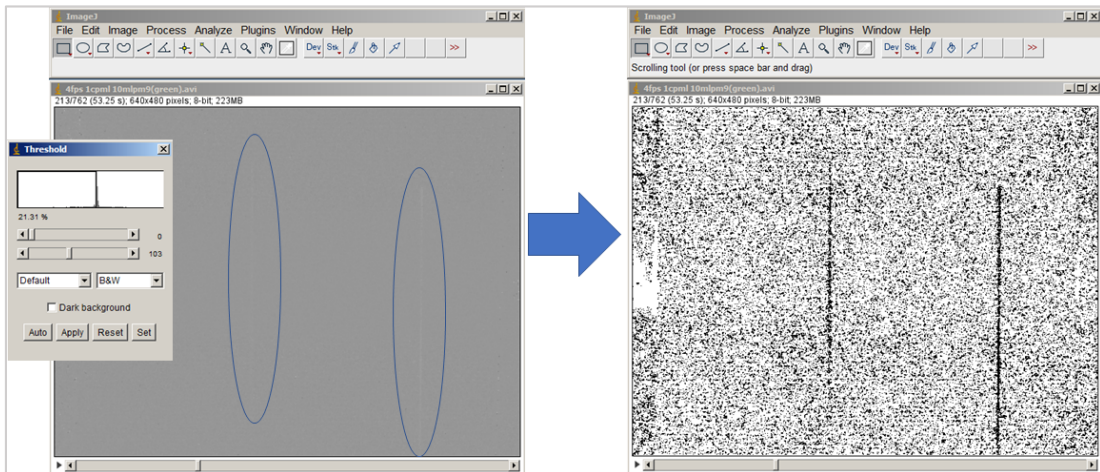 ImageJ
File Edit Image Process Analyze Plugins Window Help
A Dev Stk >>
4fps 1cpml 10mlpm9(green).avi
213/762 (53.25 s); 640x480 pixels; 8-bit; 223MB
Threshold
21.31 %
0
103
Default B&W
Dark background
Auto Apply Reset Set
ImageJ
File Edit Image Process Analyze Plugins Window Help
A Dev Stk >>
Scrolling tool (or press space bar and drag)
4fps 1cpml 10mlpm9(green).avi
213/762 (53.25 s); 640x480 pixels; 8-bit; 223MB